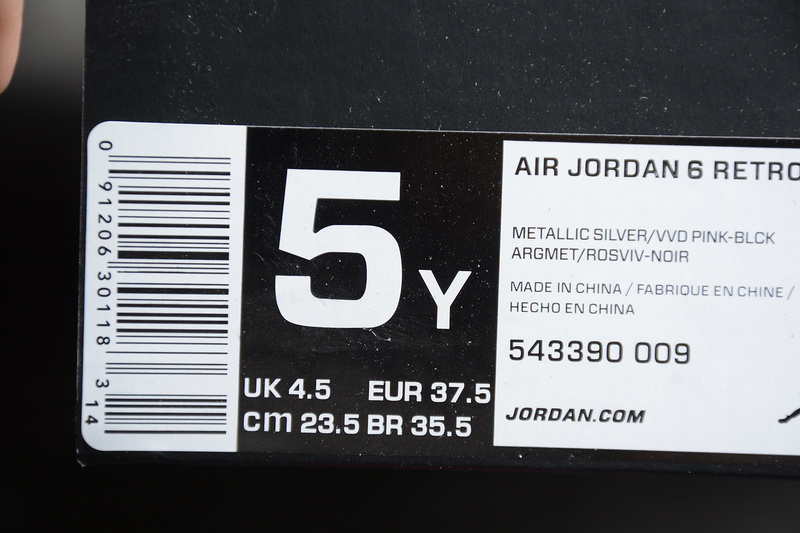 0 91206 30118 3 14
5Y
UK 4.5 EUR 37.5
cm 23.5 BR 35.5
AIR JORDAN 6 RETRO
METALLIC SILVER/VVD PINK-BLCK
ARGMET/ROSVIV-NOIR
MADE IN CHINA / FABRIQUE EN CHINE /
HECHO EN CHINA
543390 009
JORDAN.COM